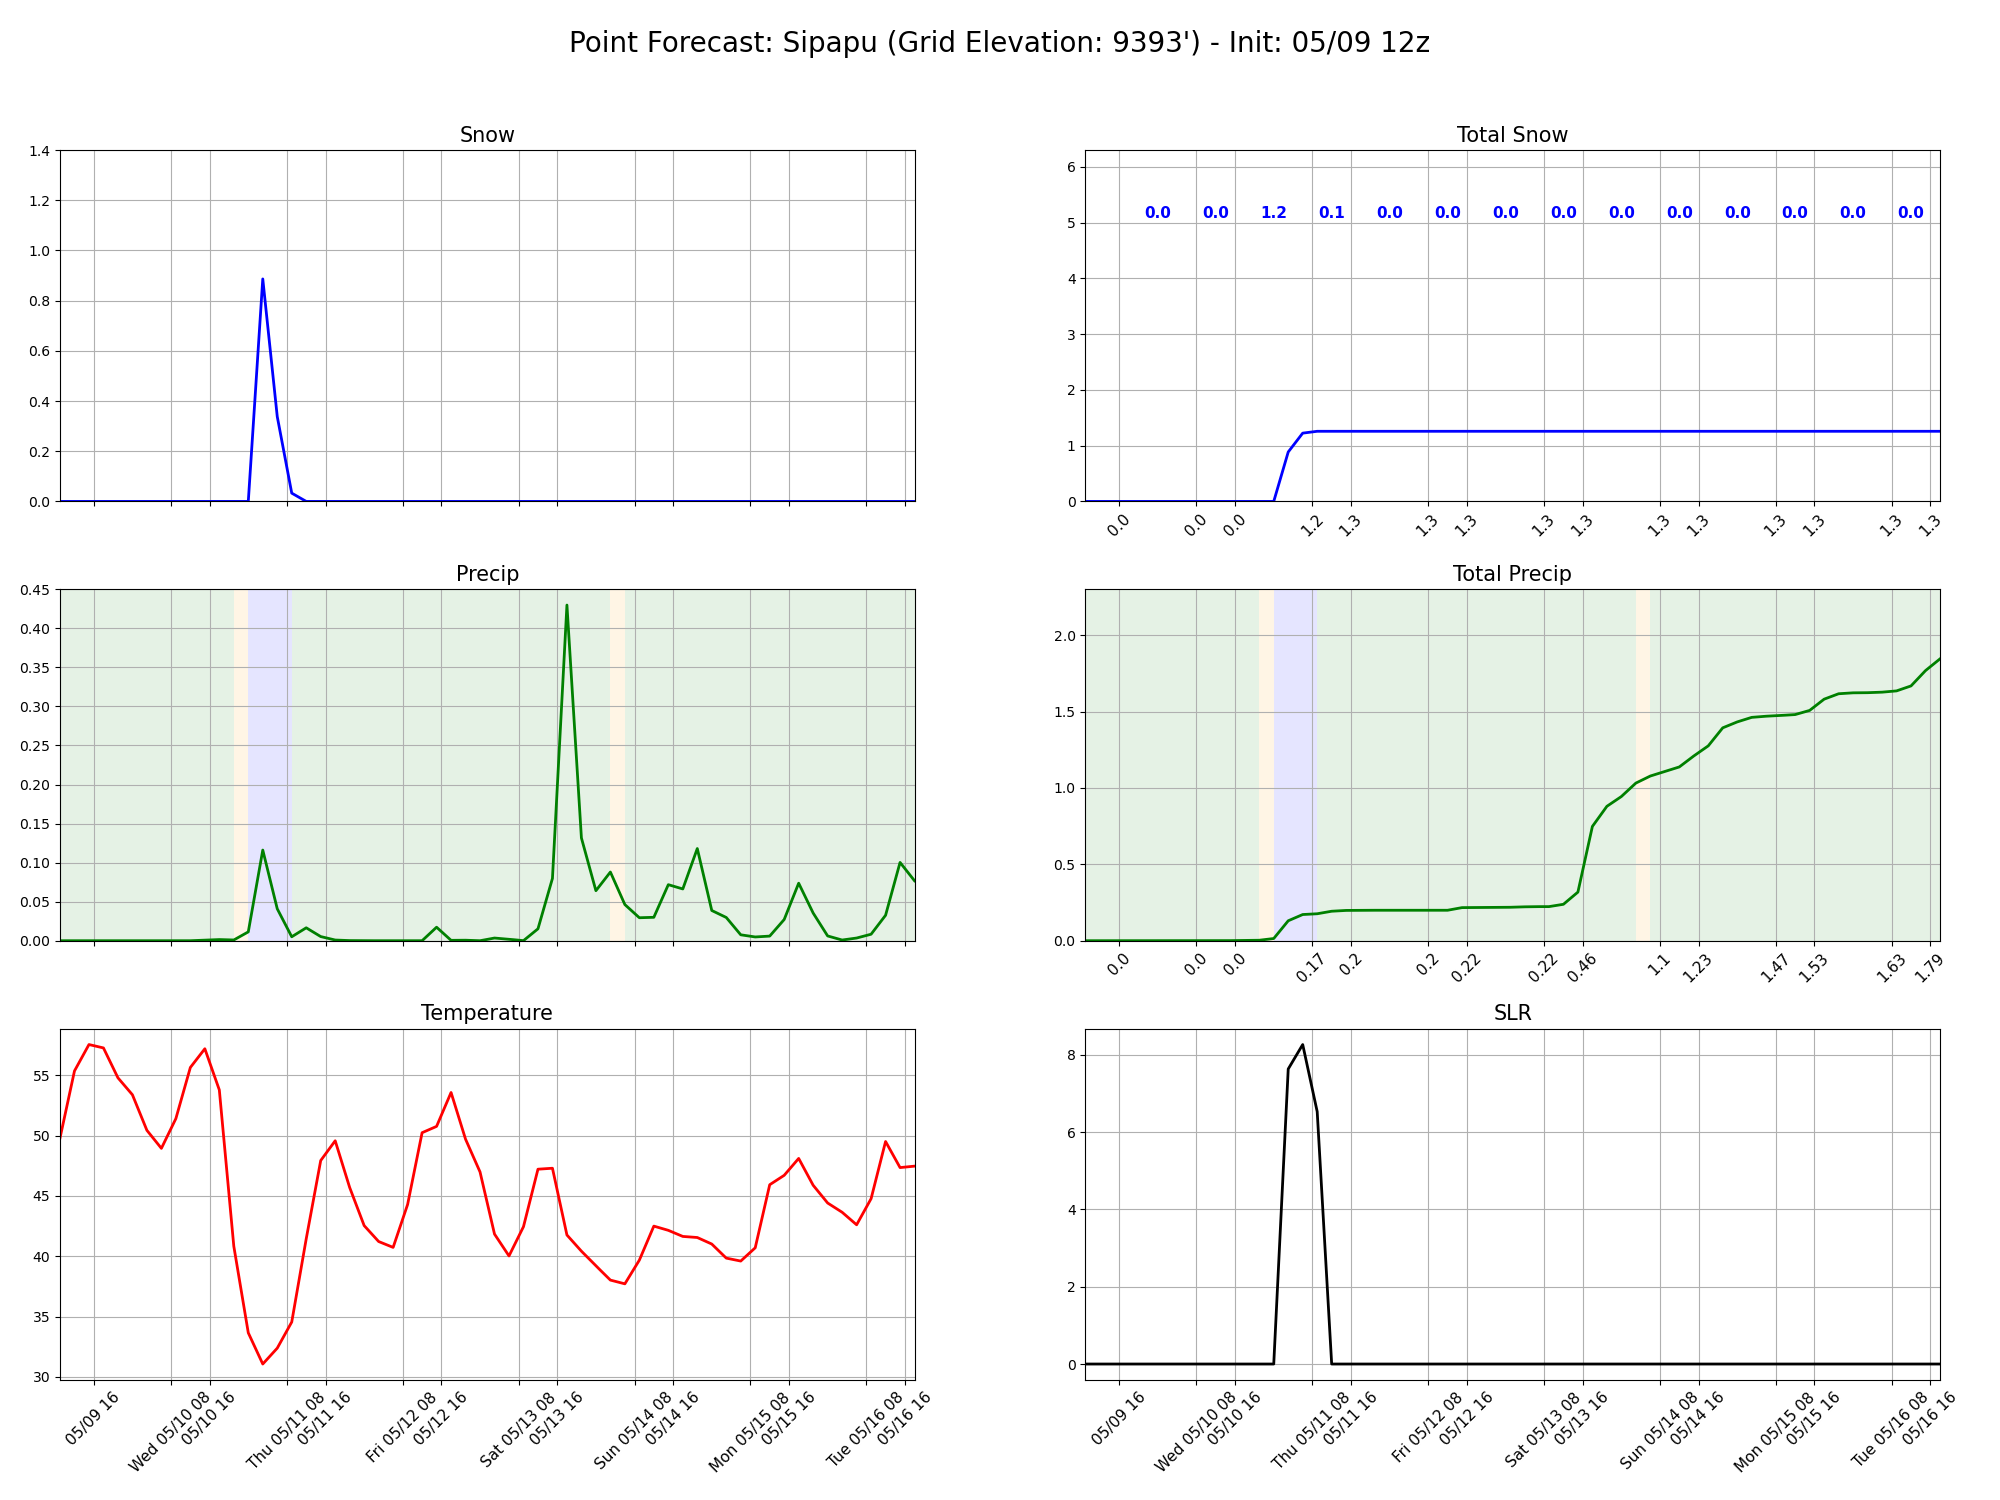 Point Forecast: Sipapu (Grid Elevation: 9393') - Init: 05/09 12z
Snow
1.4
1.2
1.0
0.8
0.6
0.4
0.2
0.0
Total Snow
6
5
4
3
2
1
0
0.0 0.0 1.2 0.1 0.0 0.0 0.0 0.0 0.0 0.0 0.0 0.0 0.0 0.0
0.0 0.0 0.0 1.2 1.3 1.3 1.3 1.3 1.3 1.3 1.3 1.3 1.3 1.3 1.3
Precip
0.45
0.40
0.35
0.30
0.25
0.20
0.15
0.10
0.05
0.00
Total Precip
2.0
1.5
1.0
0.5
0.0
0.0 0.0 0.0 0.17 0.2 0.2 0.22 0.22 0.46 1.1 1.23 1.47 1.53 1.63 1.79
Temperature
55
50
45
40
35
30
05/09 16
Wed 05/10 08
05/10 16
Thu 05/11 08
05/11 16
Fri 05/12 08
05/12 16
Sat 05/13 08
05/13 16
Sun 05/14 08
05/14 16
Mon 05/15 08
05/15 16
Tue 05/16 08
05/16 16
SLR
8
6
4
2
0
05/09 16
Wed 05/10 08
05/10 16
Thu 05/11 08
05/11 16
Fri 05/12 08
05/12 16
Sat 05/13 08
05/13 16
Sun 05/14 08
05/14 16
Mon 05/15 08
05/15 16
Tue 05/16 08
05/16 16